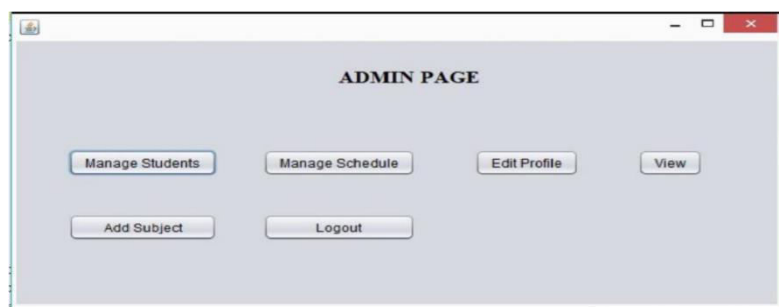 ADMIN PAGE
Manage Students Manage Schedule Edit Profile View
Add Subject Logout